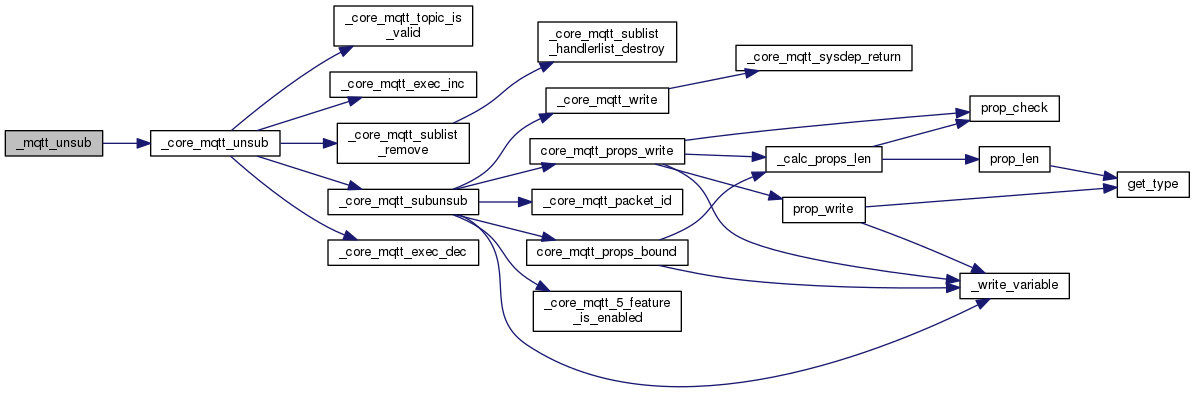 _mqtt_unsub
_core_mqtt_unsub
_core_mqtt_topic_is
_valid
_core_mqtt_exec_inc
_core_mqtt_sublist
_remove
_core_mqtt_subunsub
_core_mqtt_exec_dec
_core_mqtt_sublist
_handlerlist_destroy
_core_mqtt_write
core_mqtt_props_write
_core_mqtt_packet_id
core_mqtt_props_bound
_core_mqtt_5_feature
_is_enabled
_core_mqtt_sysdep_return
_calc_props_len
prop_write
prop_check
prop_len
_write_variable
get_type